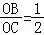 OB/OC = 1/2